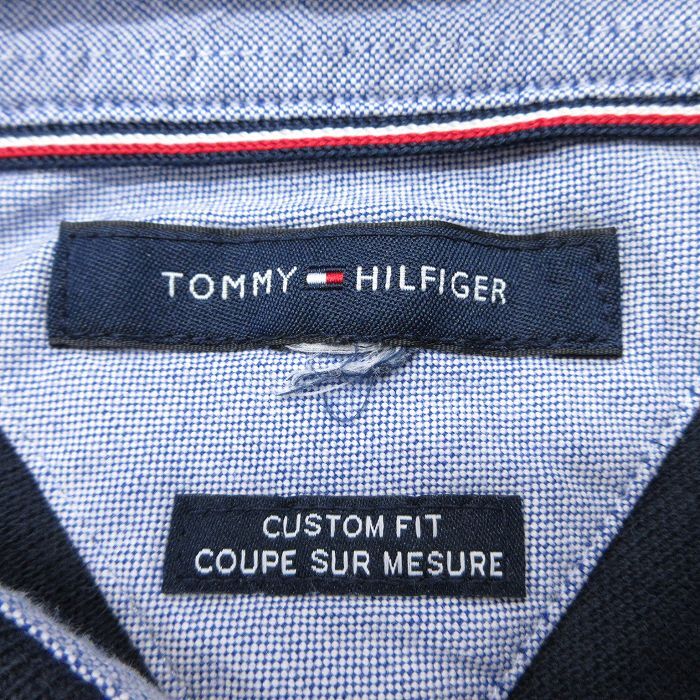 TOMMY HILFIGER
CUSTOM FIT
COUPE SUR MESURE